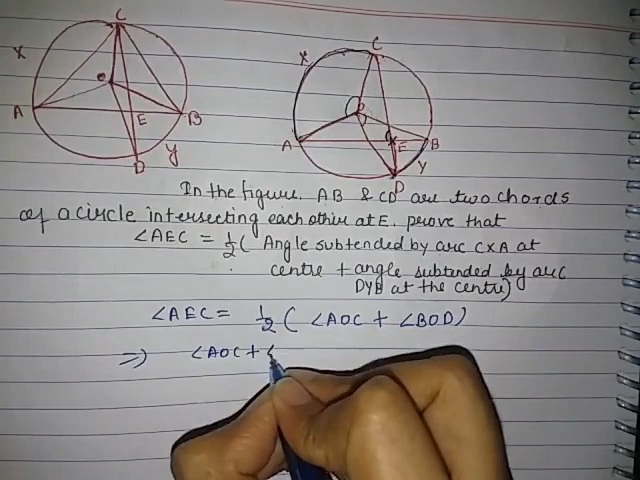 C
X
O
A
E
B
D
Y
C
X
O
A
E
B
Y
D
In the figure. AB & CD are two chords
of a circle intersecting each other at E. prove that
∠AEC = 1/2 ( Angle subtended by arc CXA at
centre + angle subtended by arc
DYB at the centre)
∠AEC = 1/2 ( ∠AOC + ∠BOD)
⇒ ∠AOC + ∠